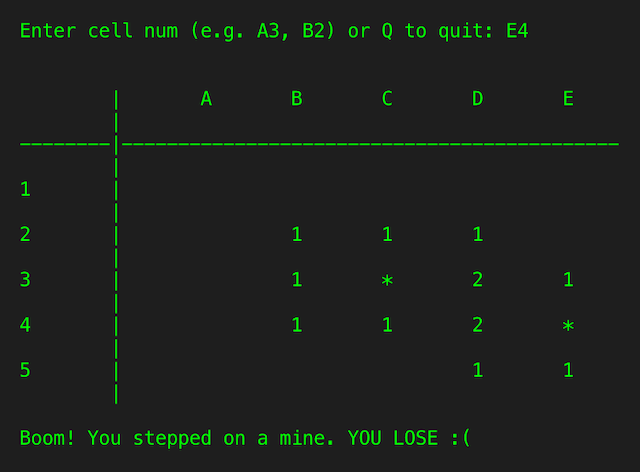 Enter cell num (e.g. A3, B2) or Q to quit: E4
| A B C D E
|
--------|--------------------------------------------
|
1 |
|
2 | 1 1 1
|
3 | 1 * 2 1
|
4 | 1 1 2 *
|
5 | 1 1
|
Boom! You stepped on a mine. YOU LOSE :(